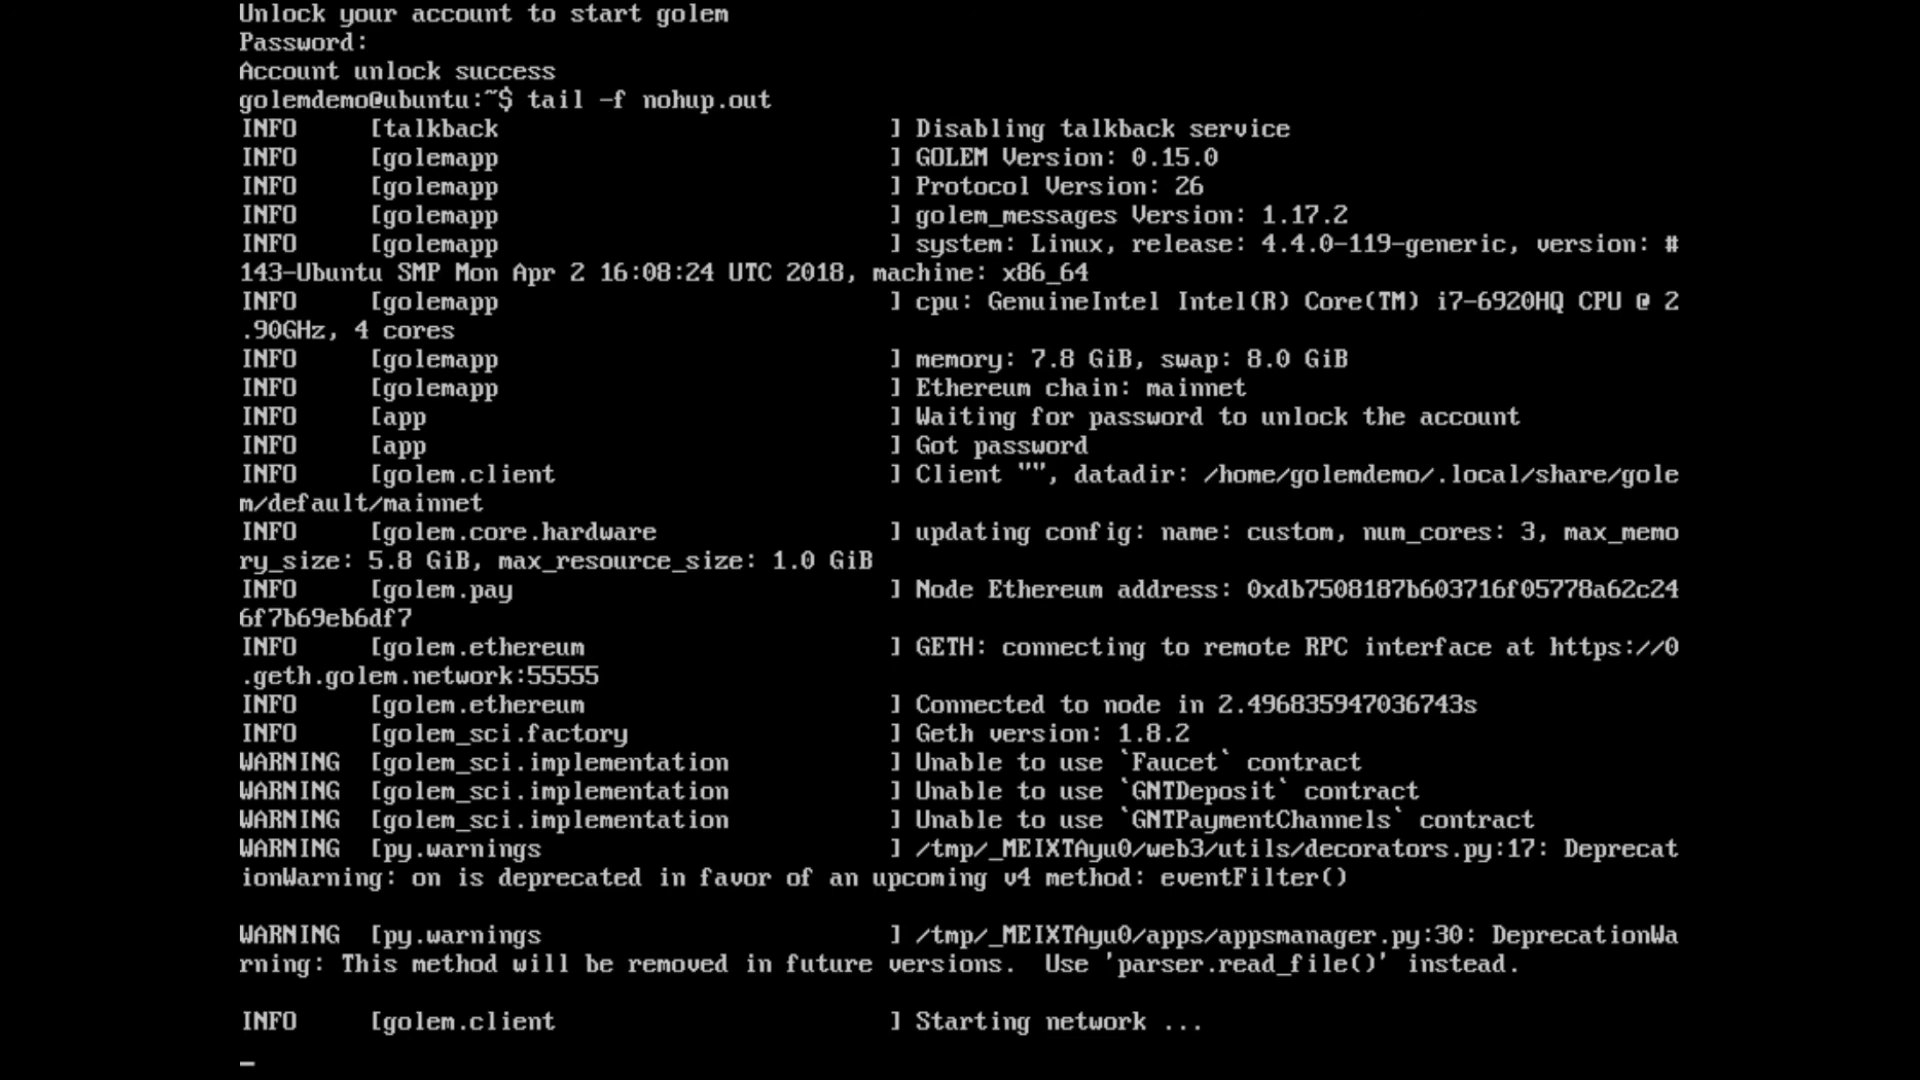 Unlock your account to start golem
Password:
Account unlock success
golemdemo@ubuntu:~$ tail -f nohup.out
INFO     [talkback                           ] Disabling talkback service
INFO     [golemapp                           ] GOLEM Version: 0.15.0
INFO     [golemapp                           ] Protocol Version: 26
INFO     [golemapp                           ] golem_messages Version: 1.17.2
INFO     [golemapp                           ] system: Linux, release: 4.4.0-119-generic, version: #
143-Ubuntu SMP Mon Apr 2 16:08:24 UTC 2018, machine: x86_64
INFO     [golemapp                           ] cpu: GenuineIntel Intel(R) Core(TM) i7-6920HQ CPU @ 2
.90GHz, 4 cores
INFO     [golemapp                           ] memory: 7.8 GiB, swap: 8.0 GiB
INFO     [golemapp                           ] Ethereum chain: mainnet
INFO     [app                                ] Waiting for password to unlock the account
INFO     [app                                ] Got password
INFO     [golem.client                       ] Client "", datadir: /home/golemdemo/.local/share/gole
m/default/mainnet
INFO     [golem.core.hardware                ] updating config: name: custom, num_cores: 3, max_memo
ry_size: 5.8 GiB, max_resource_size: 1.0 GiB
INFO     [golem.pay                          ] Node Ethereum address: 0xdb7508187b603716f05778a62c24
6f7b69eb6df7
INFO     [golem.ethereum                     ] GETH: connecting to remote RPC interface at https://0
.geth.golem.network:55555
INFO     [golem.ethereum                     ] Connected to node in 2.496835947036743s
INFO     [golem_sci.factory                  ] Geth version: 1.8.2
WARNING  [golem_sci.implementation           ] Unable to use `Faucet` contract
WARNING  [golem_sci.implementation           ] Unable to use `GNTDeposit` contract
WARNING  [golem_sci.implementation           ] Unable to use `GNTPaymentChannels` contract
WARNING  [py.warnings                        ] /tmp/_MEIXTAyu0/web3/utils/decorators.py:17: Deprecat
ionWarning: on is deprecated in favor of an upcoming v4 method: eventFilter()
WARNING  [py.warnings                        ] /tmp/_MEIXTAyu0/apps/appsmanager.py:30: DeprecationWa
rning: This method will be removed in future versions.  Use 'parser.read_file()' instead.
INFO     [golem.client                       ] Starting network ...
_